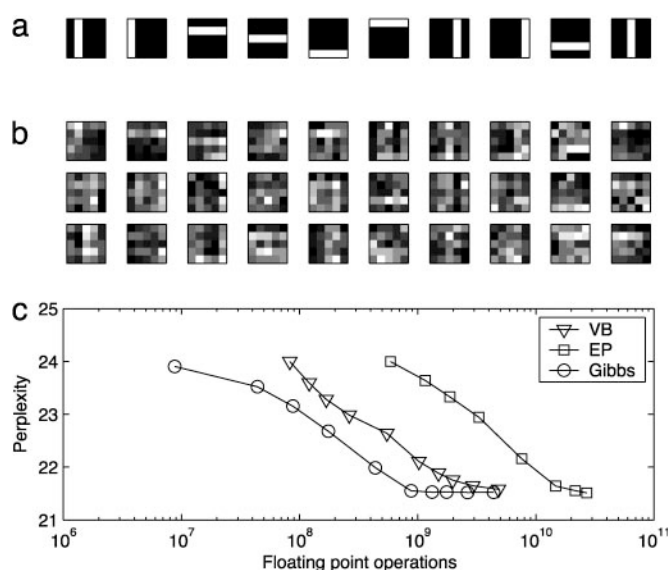 a
b
c
25
24
23
22
21
Perplexity
VB
EP
Gibbs
10^6
10^7
10^8
10^9
10^10
10^11
Floating point operations